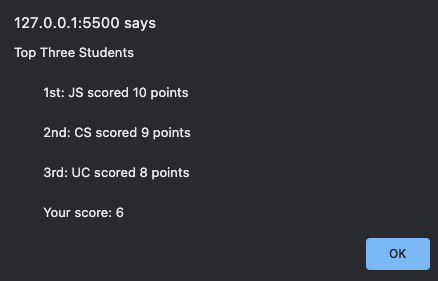 127.0.0.1:5500 says
Top Three Students
1st: JS scored 10 points
2nd: CS scored 9 points
3rd: UC scored 8 points
Your score: 6
OK